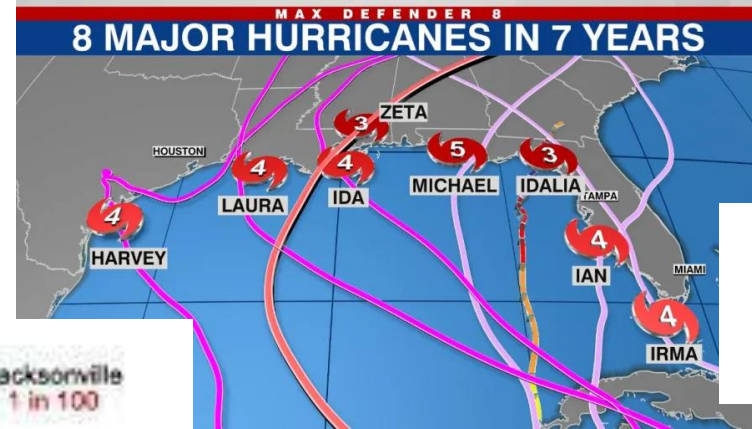 MAX DEFENDER 8
8 MAJOR HURRICANES IN 7 YEARS
3
ZETA
HOUSTON
4
4
5
3
LAURA
IDA
MICHAEL
IDALIA
TAMPA
4
HARVEY
4
IAN
MIAMI
4
IRMA
acksonville
1 in 100